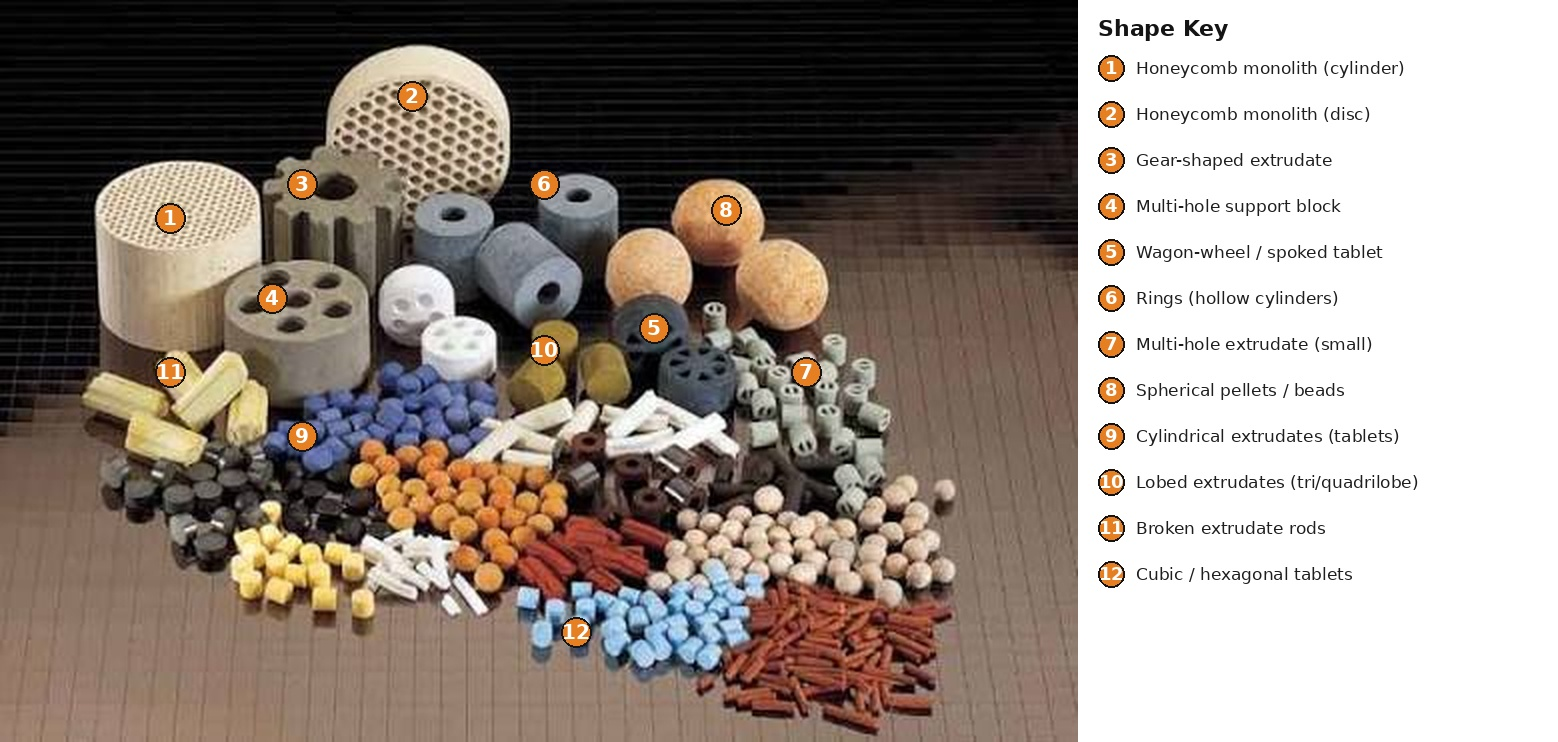 2
3
6
8
1
4
5
10
11
7
9
12
Shape Key
1 Honeycomb monolith (cylinder)
2 Honeycomb monolith (disc)
3 Gear-shaped extrudate
4 Multi-hole support block
5 Wagon-wheel / spoked tablet
6 Rings (hollow cylinders)
7 Multi-hole extrudate (small)
8 Spherical pellets / beads
9 Cylindrical extrudates (tablets)
10 Lobed extrudates (tri/quadrilobe)
11 Broken extrudate rods
12 Cubic / hexagonal tablets